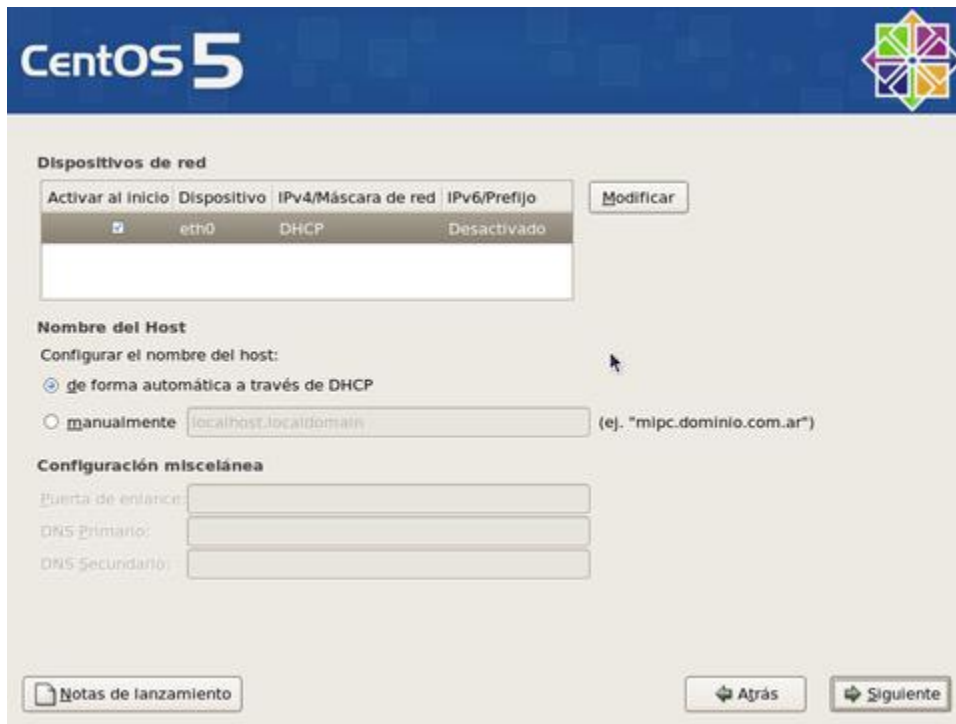 CentOS 5
Dispositivos de red
Activar al inicio Dispositivo IPv4/Máscara de red IPv6/Prefijo
Modificar
eth0 DHCP Desactivado
Nombre del Host
Configurar el nombre del host:
de forma automática a través de DHCP
manualmente localhost.localdomain (ej. "mipc.dominio.com.ar")
Configuración miscelánea
Puerta de enlance:
DNS Primario:
DNS Secundario:
Notas de lanzamiento
Atrás
Siguiente